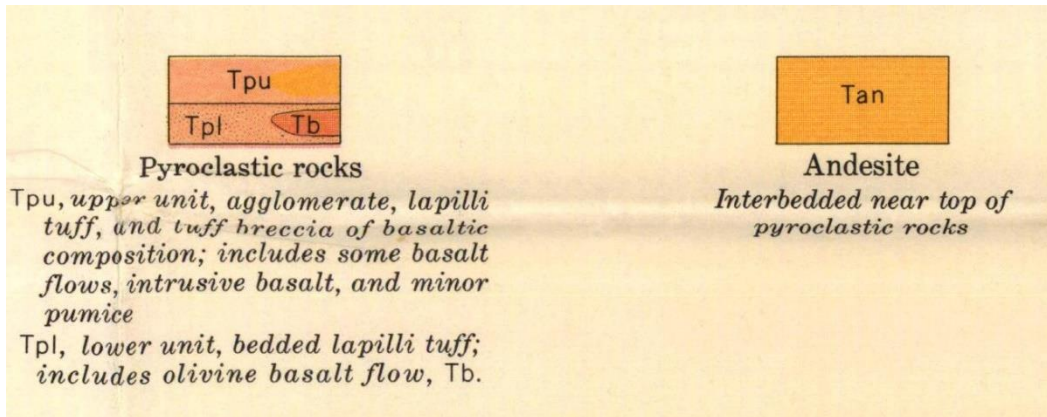 Tpu
Tpl Tb
Pyroclastic rocks
Tpu, upper unit, agglomerate, lapilli
tuff, and tuff breccia of basaltic
composition; includes some basalt
flows, intrusive basalt, and minor
pumice
Tpl, lower unit, bedded lapilli tuff;
includes olivine basalt flow, Tb.
Tan
Andesite
Interbedded near top of
pyroclastic rocks